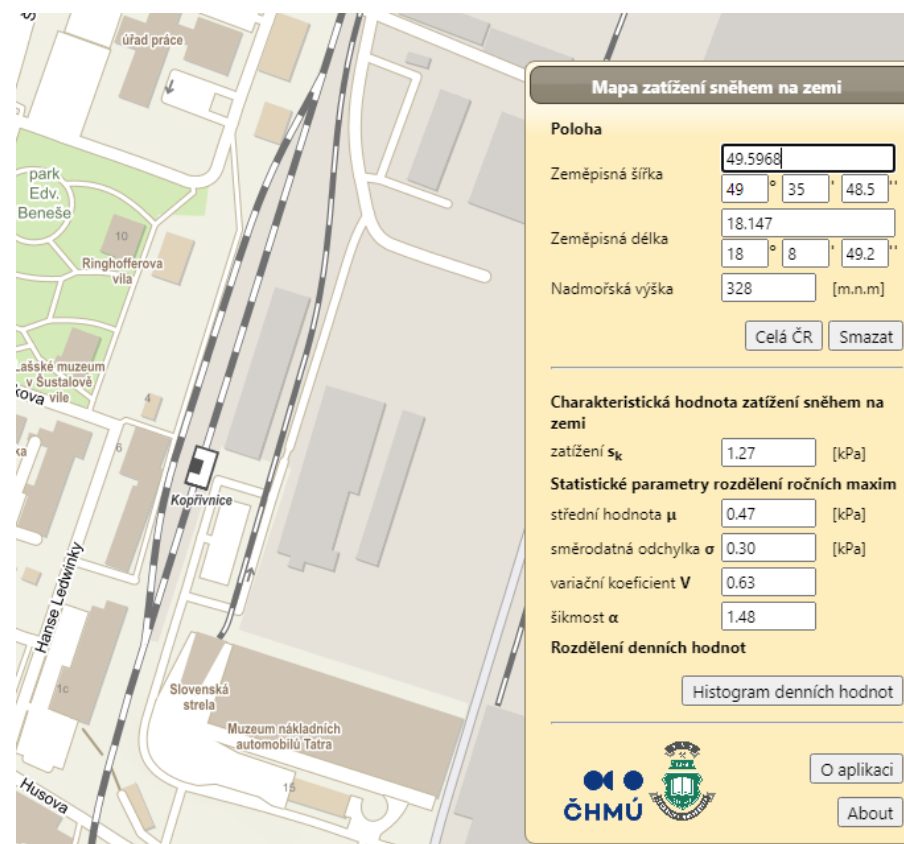 úřad práce
park
Edv.
Beneše
10
Ringhofferova
vila
Lašské muzeum
v Šustalově
vile
kova
4
6
ka
Kopřivnice
Hanse Ledwinky
1c
Slovenská
strela
Muzeum nákladních
automobilů Tatra
15
Husova
Mapa zatížení sněhem na zemi
Poloha
Zeměpisná šířka
49.5968
49 ° 35 ' 48.5 ''
Zeměpisná délka
18.147
18 ° 8 ' 49.2 ''
Nadmořská výška 328 [m.n.m]
Celá ČR Smazat
Charakteristická hodnota zatížení sněhem na
zemi
zatížení sk 1.27 [kPa]
Statistické parametry rozdělení ročních maxim
střední hodnota μ 0.47 [kPa]
směrodatná odchylka σ 0.30 [kPa]
variační koeficient V 0.63
šikmost α 1.48
Rozdělení denních hodnot
Histogram denních hodnot
O aplikaci
ČHMÚ
About